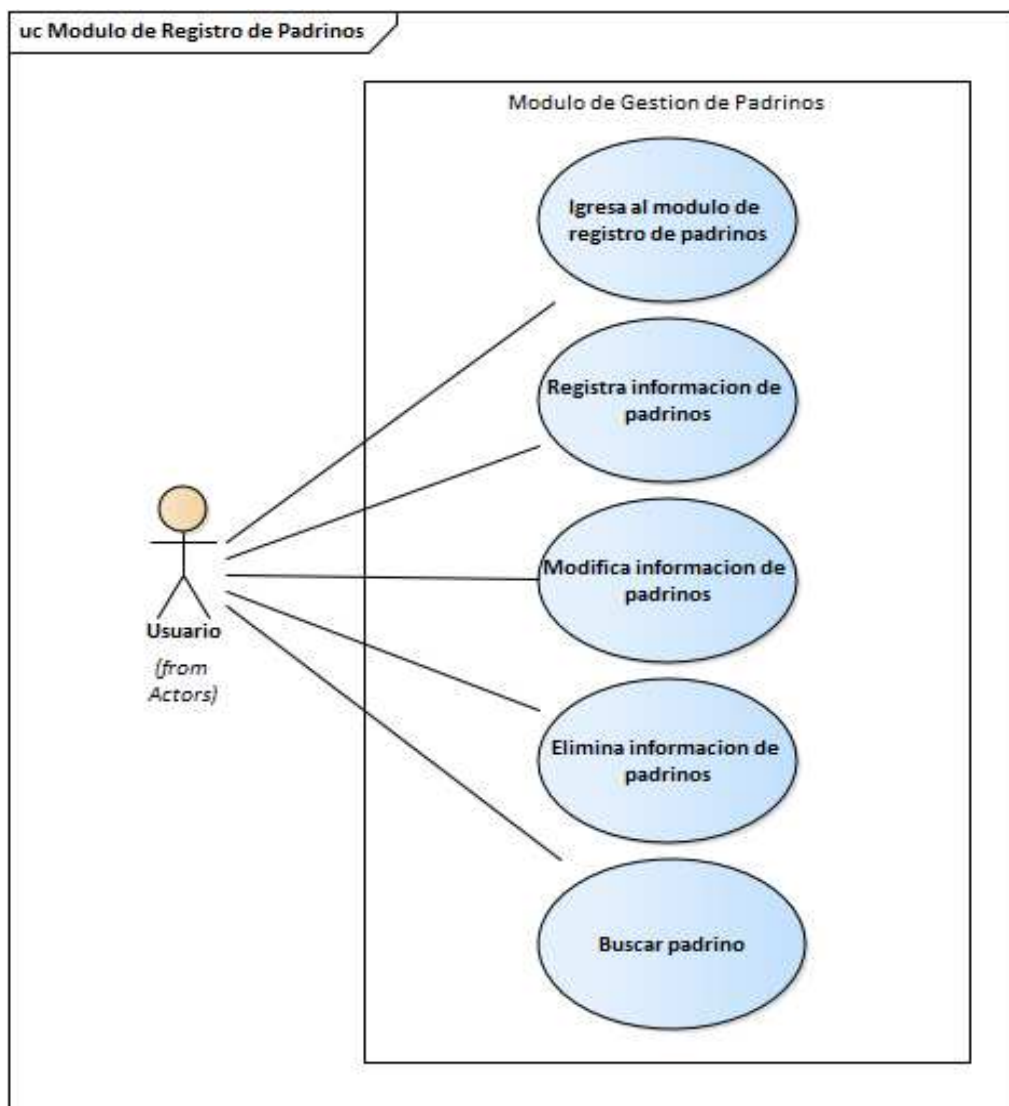 uc Modulo de Registro de Padrinos
Modulo de Gestion de Padrinos
Igresa al modulo de
registro de padrinos
Registra informacion de
padrinos
Modifica informacion de
padrinos
Usuario
(from
Actors)
Elimina informacion de
padrinos
Buscar padrino